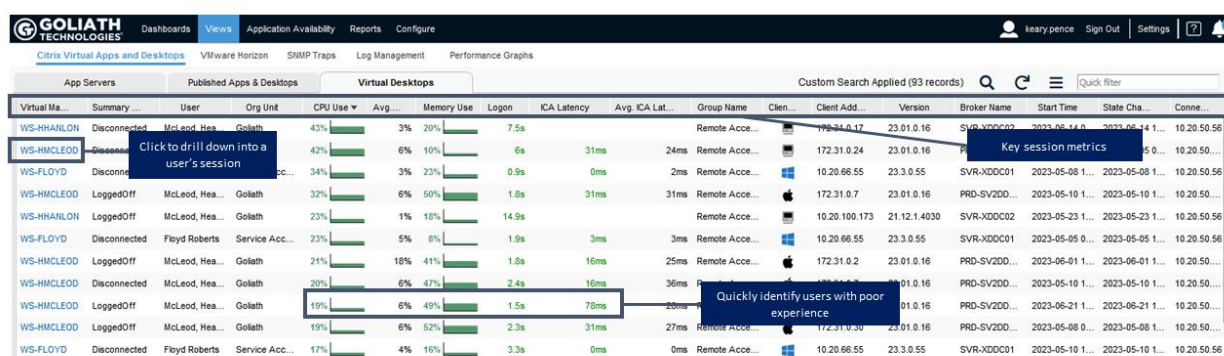 GOLIATH TECHNOLOGIES Dashboards Views Application Availability Reports Configure keary.pence Sign Out Settings ?
Citrix Virtual Apps and Desktops VMware Horizon SNMP Traps Log Management Performance Graphs
App Servers Published Apps & Desktops Virtual Desktops Custom Search Applied (93 records) Quick filter
Virtual Ma... Summary ... User Org Unit CPU Use ▼ Avg.... Memory Use Logon ICA Latency Avg. ICA Lat... Group Name Clien... Client Add... Version Broker Name Start Time State Cha... Conne...
WS-HHANLON Disconnected McLeod, Hea... Goliath 43% 3% 20% 7.5s Remote Acce... 172.31.0.17 23.01.0.16 SVR-XDDC02 2023-06-14 0... 2023-06-14 1... 10.20.50.56
WS-HMCLEOD 42% 6% 10% 6s 31ms 24ms Remote Acce... 172.31.0.24 23.01.0.16 10.20.50....
Click to drill down into a
user's session
Key session metrics
WS-FLOYD 34% 3% 23% 0.9s 0ms 2ms Remote Acce... 10.20.66.55 23.3.0.55 SVR-XDDC01 2023-05-08 1... 2023-05-08 1... 10.20.50.56
WS-HMCLEOD LoggedOff McLeod, Hea... Goliath 32% 6% 50% 1.8s 31ms 31ms Remote Acce... 172.31.0.7 23.01.0.16 PRD-SV2DD... 2023-05-10 1... 2023-05-10 1... 10.20.50....
WS-HHANLON LoggedOff McLeod, Hea... Goliath 23% 1% 18% 14.9s Remote Acce... 10.20.100.173 21.12.1.4030 SVR-XDDC02 2023-05-23 1... 2023-05-23 1... 10.20.50.56
WS-FLOYD Disconnected Floyd Roberts Service Acc... 23% 5% 8% 1.9s 3ms 3ms Remote Acce... 10.20.66.55 23.3.0.55 SVR-XDDC01 2023-05-05 0... 2023-05-05 1... 10.20.50.56
WS-HMCLEOD LoggedOff McLeod, Hea... Goliath 21% 18% 41% 1.8s 16ms 25ms Remote Acce... 172.31.0.2 23.01.0.16 PRD-SV2DD... 2023-06-01 1... 2023-06-01 1... 10.20.50....
WS-HMCLEOD LoggedOff McLeod, Hea... Goliath 20% 6% 47% 2.4s 16ms 36ms PRD-SV2DD... 2023-05-10 1... 2023-05-10 1... 10.20.50....
Quickly identify users with poor
experience
WS-HMCLEOD LoggedOff McLeod, Hea... Goliath 19% 6% 49% 1.5s 78ms PRD-SV2DD... 2023-06-21 1... 2023-06-21 1... 10.20.50....
WS-HMCLEOD LoggedOff McLeod, Hea... Goliath 19% 6% 52% 2.3s 31ms 27ms Remote Acce... 172.31.0.30 23.01.0.16 PRD-SV2DD... 2023-05-08 0... 2023-05-08 1... 10.20.50....
WS-FLOYD Disconnected Floyd Roberts Service Acc... 17% 4% 16% 3.3s 0ms 0ms Remote Acce... 10.20.66.55 23.3.0.55 SVR-XDDC01 2023-05-10 1... 2023-05-10 1... 10.20.50.56